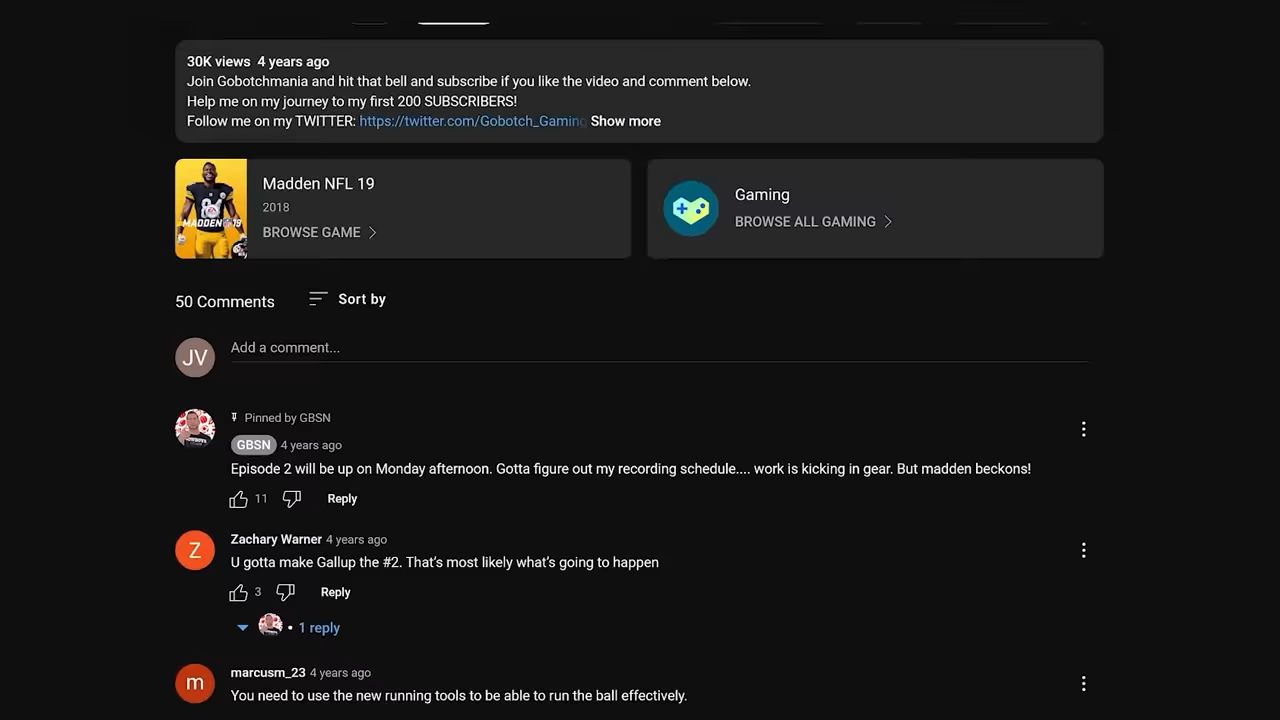 30K views 4 years ago
Join Gobotchmania and hit that bell and subscribe if you like the video and comment below.
Help me on my journey to my first 200 SUBSCRIBERS!
Follow me on my TWITTER: https://twitter.com/Gobotch_Gaming Show more
84
MADDEN 19
Madden NFL 19
2018
BROWSE GAME
Gaming
BROWSE ALL GAMING
50 Comments
Sort by
JV
Add a comment...
Pinned by GBSN
GBSN 4 years ago
Episode 2 will be up on Monday afternoon. Gotta figure out my recording schedule.... work is kicking in gear. But madden beckons!
11
Reply
Z
Zachary Warner 4 years ago
U gotta make Gallup the #2. That's most likely what's going to happen
3
Reply
• 1 reply
m
marcusm_23 4 years ago
You need to use the new running tools to be able to run the ball effectively.